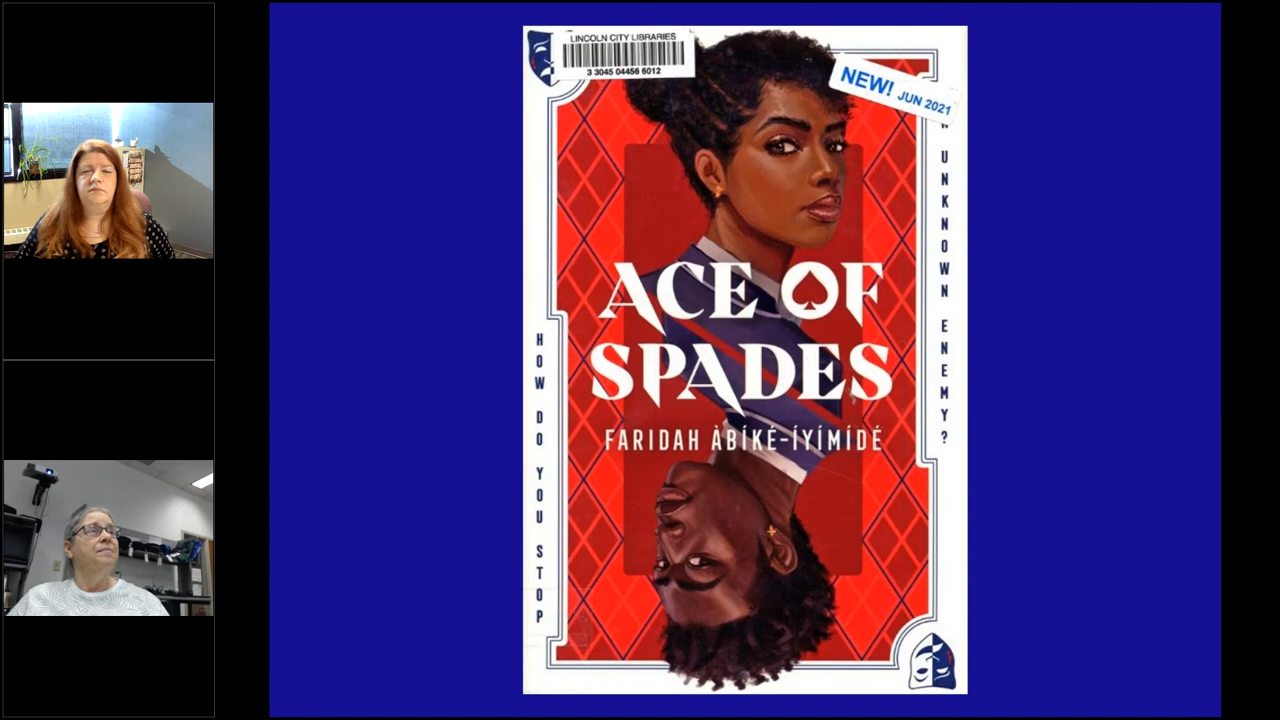 LINCOLN CITY LIBRARIES
3 3045 04456 6012
NEW! JUN 2021
ACE OF
SPADES
FARIDAH ÀBÍKÉ-ÍYÍMÍDÉ
HOW DO YOU STOP
UNKNOWN ENEMY?